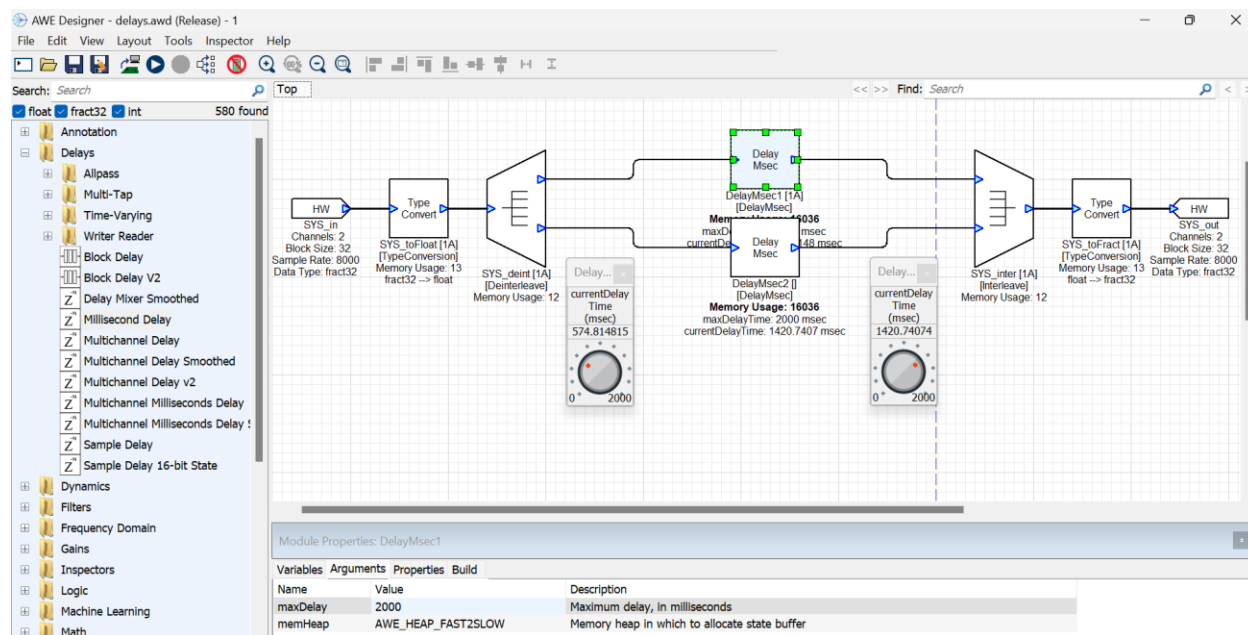 AWE Designer - delays.awd (Release) - 1
File Edit View Layout Tools Inspector Help
Search: Search
Top
<< >> Find: Search
float fract32 int 580 found
Annotation
Delays
Allpass
Multi-Tap
Time-Varying
Writer Reader
Block Delay
Block Delay V2
Delay Mixer Smoothed
Millisecond Delay
Multichannel Delay
Multichannel Delay Smoothed
Multichannel Delay v2
Multichannel Milliseconds Delay
Multichannel Milliseconds Delay
Sample Delay
Sample Delay 16-bit State
Dynamics
Filters
Frequency Domain
Gains
Inspectors
Logic
Machine Learning
Math
HW
SYS_in
Channels: 2
Block Size: 32
Sample Rate: 8000
Data Type: fract32
Type
Convert
SYS_toFloat [1A]
[TypeConversion]
Memory Usage: 13
fract32 --> float
SYS_deint [1A]
[Deinterleave]
Memory Usage: 12
Delay
Msec
DelayMsec1 [1A]
[DelayMsec]
16036
msec
148 msec
Delay
Msec
DelayMsec2 []
[DelayMsec]
Memory Usage: 16036
maxDelayTime: 2000 msec
currentDelayTime: 1420.7407 msec
Delay...
currentDelay
Time
(msec)
574.814815
0 2000
Delay...
currentDelay
Time
(msec)
1420.74074
0 2000
SYS_inter [1A]
[Interleave]
Memory Usage: 12
Type
Convert
SYS_toFract [1A]
[TypeConversion]
Memory Usage: 13
float --> fract32
HW
SYS_out
Channels: 2
Block Size: 32
Sample Rate: 8000
Data Type: fract32
Module Properties: DelayMsec1
Variables Arguments Properties Build
Name Value Description
maxDelay 2000 Maximum delay, in milliseconds
memHeap AWE_HEAP_FAST2SLOW Memory heap in which to allocate state buffer